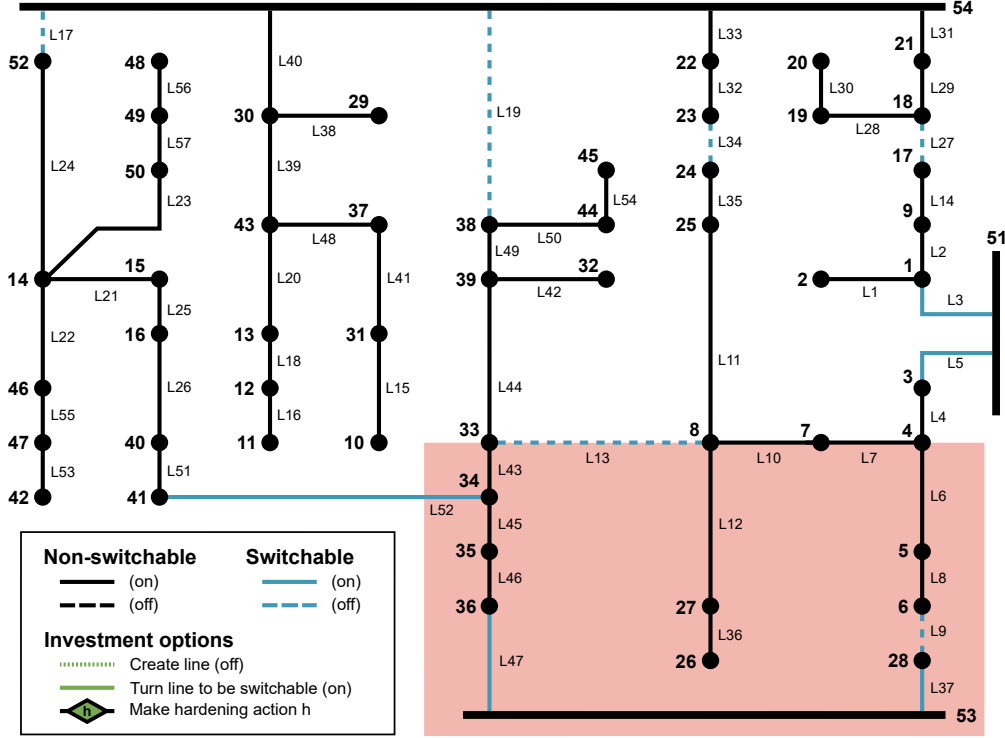 54
L17
L33
L31
52
48
L40
22
20
21
L56
L32
L30
L29
49
30
29
L19
23
19
18
L38
L28
L57
L34
L27
L24
50
L39
45
24
17
L23
L54
L35
L14
43
37
38
44
25
9
51
L48
L50
L49
L2
14
15
L20
L41
39
32
2
1
L21
L42
L1
L3
L25
L22
16
13
31
L11
L5
L18
3
46
12
L44
L26
L15
L4
L55
L16
47
40
11
10
33
8
7
4
L13
L10
L7
L53
L51
L43
34
42
41
L52
L12
L6
L45
35
5
L46
L8
36
27
6
L47
L36
L9
26
28
L37
53
Non-switchable
Switchable
(on)
(on)
(off)
(off)
Investment options
Create line (off)
Turn line to be switchable (on)
h
Make hardening action h